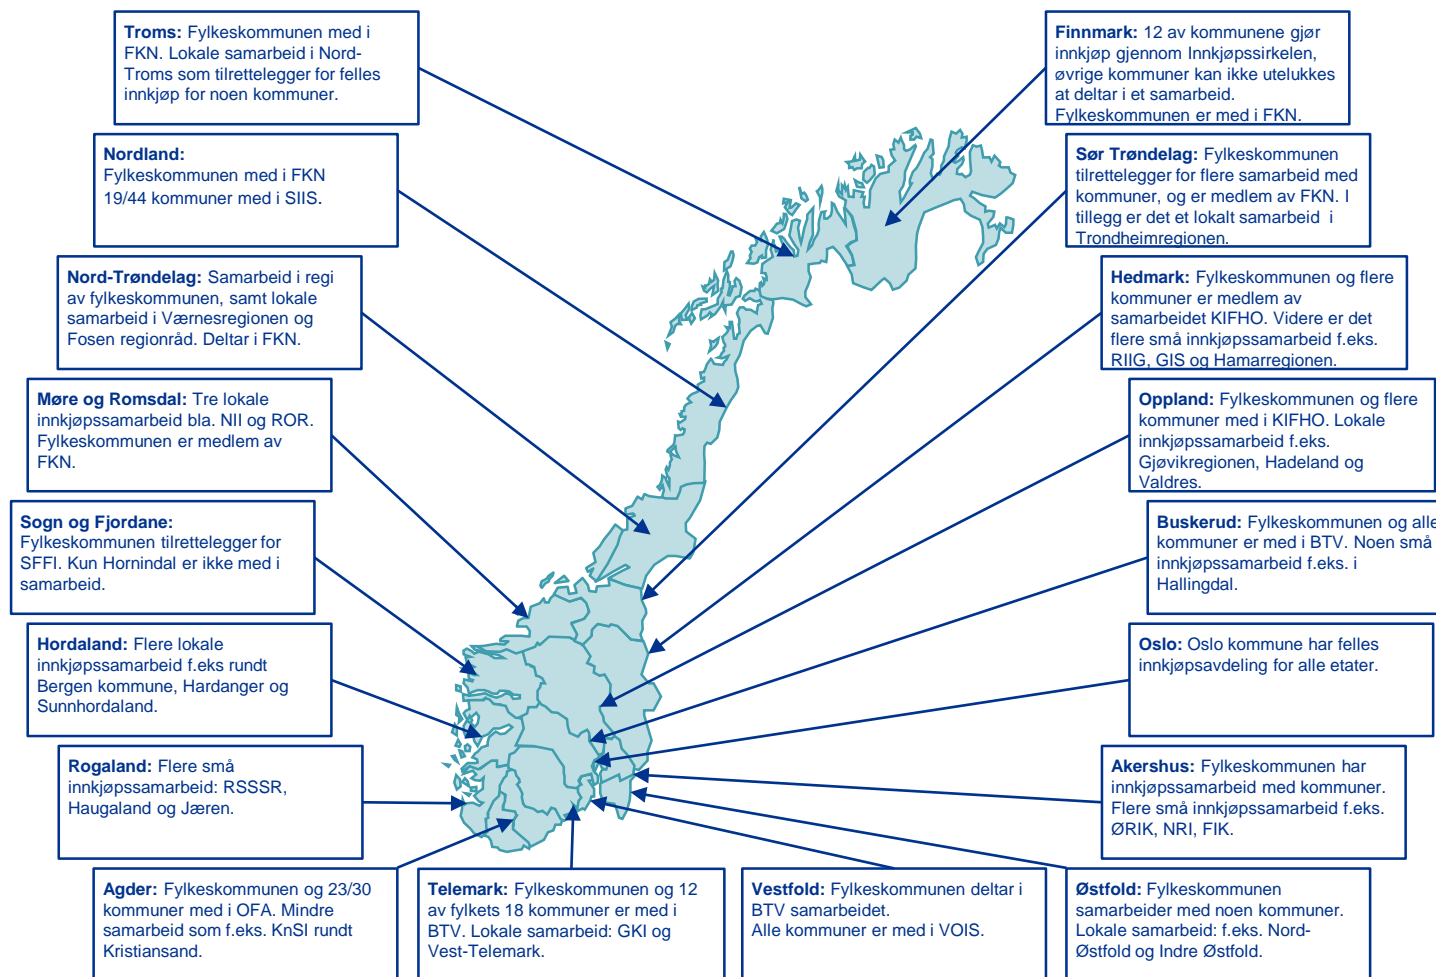 Troms: Fylkeskommunen med i
FKN. Lokale samarbeid i Nord-
Troms som tilrettelegger for felles
innkjøp for noen kommuner.
Finnmark: 12 av kommunene gjør
innkjøp gjennom Innkjøpssirkelen,
øvrige kommuner kan ikke utelukkes
at deltar i et samarbeid.
Fylkeskommunen er med i FKN.
Nordland:
Fylkeskommunen med i FKN
19/44 kommuner med i SIIS.
Sør Trøndelag: Fylkeskommunen
tilrettelegger for flere samarbeid med
kommuner, og er medlem av FKN. I
tillegg er det et lokalt samarbeid i
Trondheimregionen.
Nord-Trøndelag: Samarbeid i regi
av fylkeskommunen, samt lokale
samarbeid i Værnesregionen og
Fosen regionråd. Deltar i FKN.
Hedmark: Fylkeskommunen og flere
kommuner er medlem av
samarbeidet KIFHO. Videre er det
flere små innkjøpssamarbeid f.eks.
RIIG, GIS og Hamarregionen.
Møre og Romsdal: Tre lokale
innkjøpssamarbeid bla. NII og ROR.
Fylkeskommunen er medlem av
FKN.
Oppland: Fylkeskommunen og flere
kommuner med i KIFHO. Lokale
innkjøpssamarbeid f.eks.
Gjøvikregionen, Hadeland og
Valdres.
Sogn og Fjordane:
Fylkeskommunen tilrettelegger for
SFFI. Kun Hornindal er ikke med i
samarbeid.
Buskerud: Fylkeskommunen og alle
kommuner er med i BTV. Noen små
innkjøpssamarbeid f.eks. i
Hallingdal.
Hordaland: Flere lokale
innkjøpssamarbeid f.eks rundt
Bergen kommune, Hardanger og
Sunnhordaland.
Oslo: Oslo kommune har felles
innkjøpsavdeling for alle etater.
Rogaland: Flere små
innkjøpssamarbeid: RSSSR,
Haugaland og Jæren.
Akershus: Fylkeskommunen har
innkjøpssamarbeid med kommuner.
Flere små innkjøpssamarbeid f.eks.
ØRIK, NRI, FIK.
Agder: Fylkeskommunen og 23/30
kommuner med i OFA. Mindre
samarbeid som f.eks. KnSI rundt
Kristiansand.
Telemark: Fylkeskommunen og 12
av fylkets 18 kommuner er med i
BTV. Lokale samarbeid: GKI og
Vest-Telemark.
Vestfold: Fylkeskommunen deltar i
BTV samarbeidet.
Alle kommuner er med i VOIS.
Østfold: Fylkeskommunen
samarbeider med noen kommuner.
Lokale samarbeid: f.eks. Nord-
Østfold og Indre Østfold.